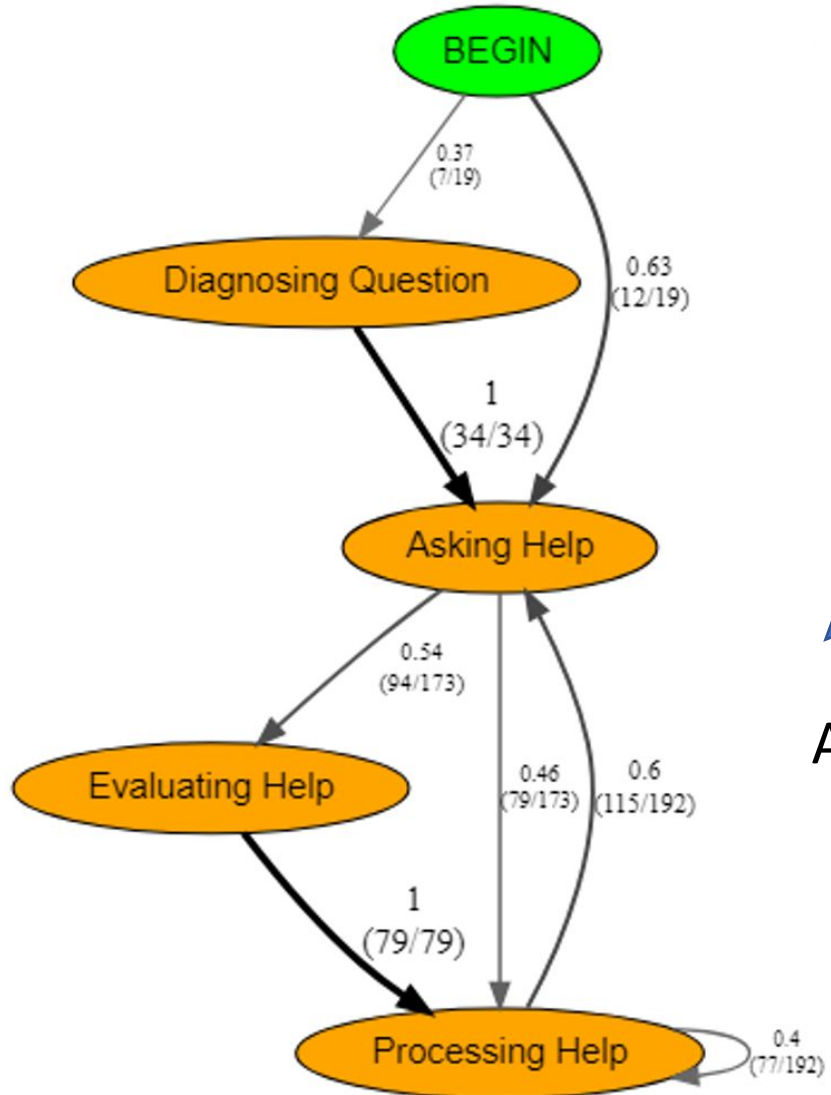 BEGIN
0.37
(7/19)
Diagnosing Question
0.63
(12/19)
1
(34/34)
Asking Help
0.54
(94/173)
Evaluating Help
0.46
(79/173)
0.6
(115/192)
A
1
(79/79)
Processing Help
0.4
(77/192)